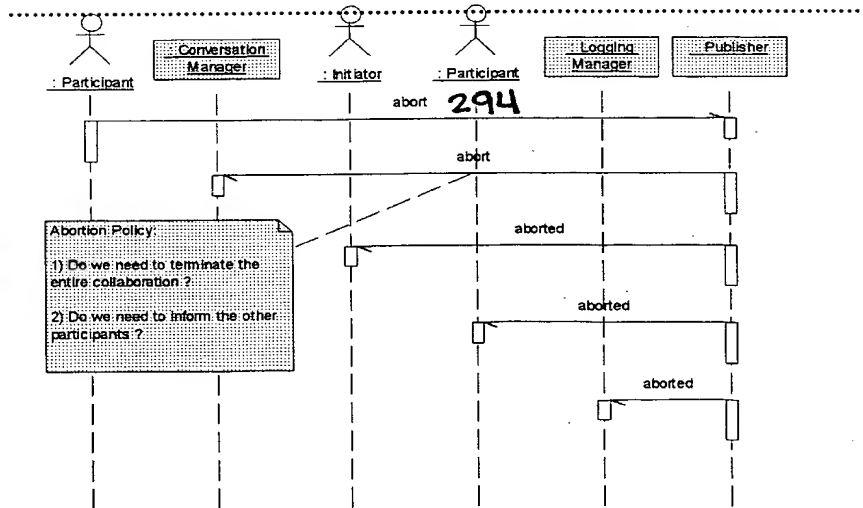 : Participant
: Conversation
Manager
: Initiator
: Participant
: Logging
Manager
: Publisher
abort 294
abort
aborted
aborted
aborted
Abortion Policy:
1) Do we need to terminate the
entire collaboration ?
2) Do we need to inform the other
participants ?